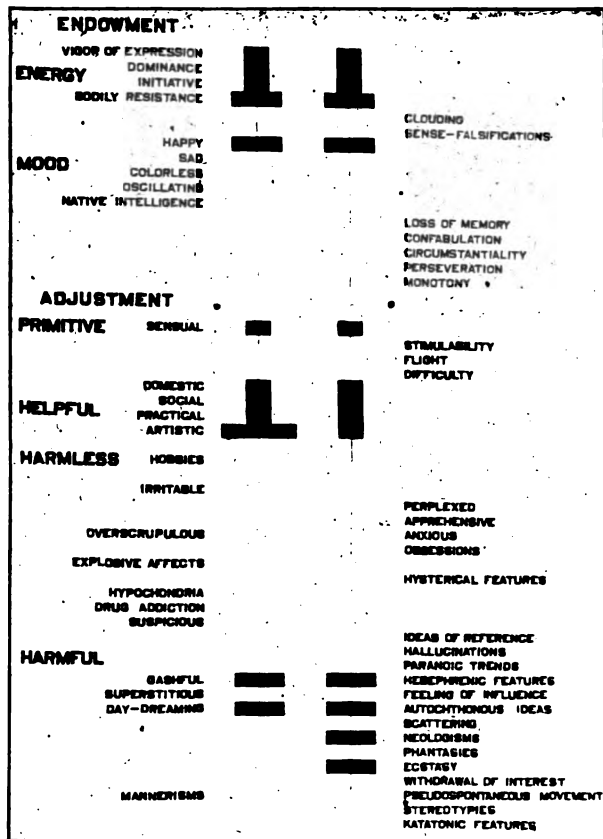 ENDOWMENT
VIGOR OF EXPRESSION
ENERGY
DOMINANCE
INITIATIVE
BODILY RESISTANCE
CLOUDING
SENSE-FALSIFICATIONS
HAPPY
SAD
MOOD
COLORLESS
OSCILLATING
NATIVE INTELLIGENCE
LOSS OF MEMORY
CONFABULATION
CIRCUMSTANTIALITY
PERSEVERATION
MONOTONY
ADJUSTMENT
PRIMITIVE SENSUAL
STIMULABILITY
FLIGHT
DIFFICULTY
DOMESTIC
SOCIAL
HELPFUL
PRACTICAL
ARTISTIC
HARMLESS HOBBIES
IRRITABLE
PERPLEXED
APPREHENSIVE
OVERSCRUPULOUS ANXIOUS
OBSESSIONS
EXPLOSIVE AFFECTS
HYSTERICAL FEATURES
HYPOCHONDRIA
DRUG ADDICTION
SUSPICIOUS
IDEAS OF REFERENCE
HALLUCINATIONS
HARMFUL
PARANOIC TRENDS
BASHFUL HEBEPHRENIC FEATURES
SUPERSTITIOUS FEELING OF INFLUENCE
DAY-DREAMING AUTOCHTHONOUS IDEAS
SCATTERING
NEOLOGISMS
PHANTASIES
ECSTASY
WITHDRAWAL OF INTEREST
MANNERISMS PSEUDOSPONTANEOUS MOVEMENT
STEREOTYPIES
KATATONIC FEATURES